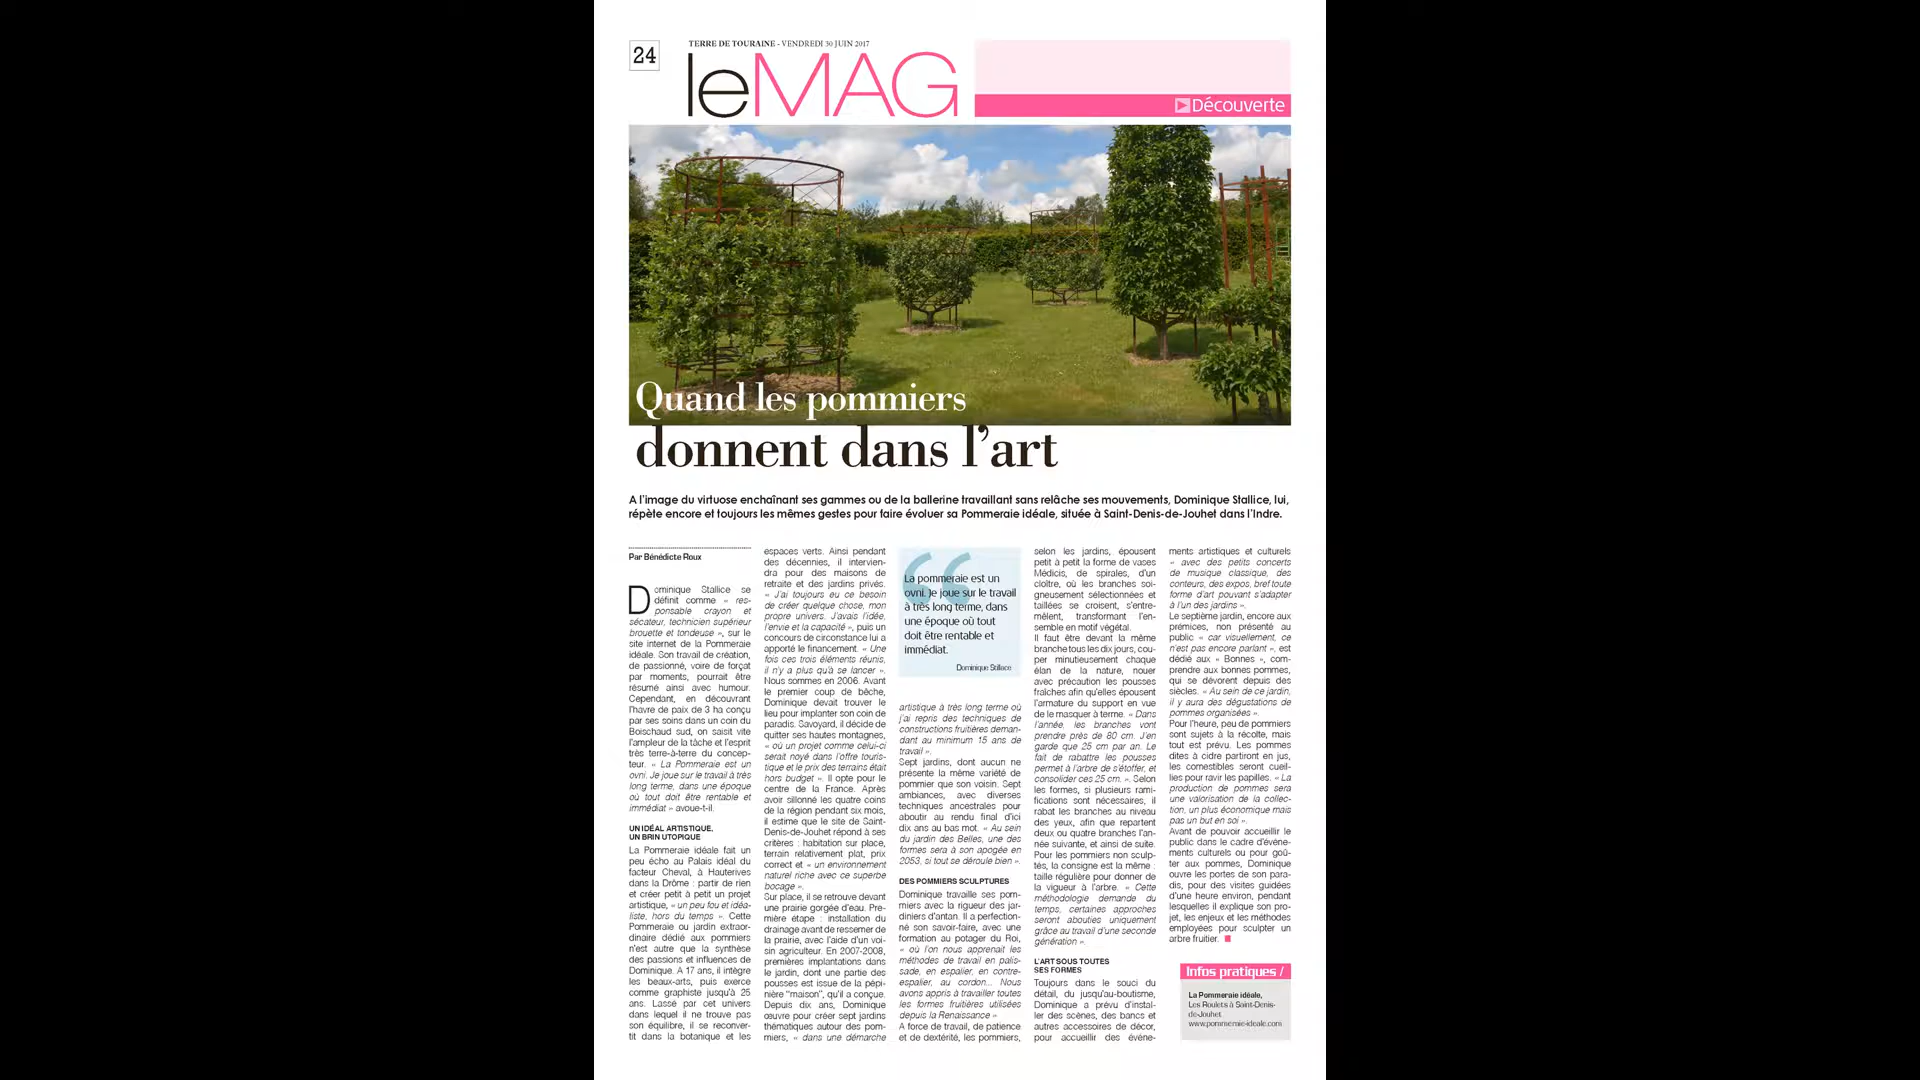 24
TERRE DE TOURAINE - VENDREDI 30 JUIN 2017
leMAG
Découverte
Quand les pommiers
donnent dans l'art
A l'image du virtuose enchaînant ses gammes ou de la ballerine travaillant sans relâche ses mouvements, Dominique Stallice, lui,
répète encore et toujours les mêmes gestes pour faire évoluer sa Pommeraie idéale, située à Saint-Denis-de-Jouhet dans l'Indre.
Par Bénédicte Roux
Dominique Stallice se
définit comme « res-
ponsable crayon et
sécateur, technicien supérieur
brouette et tondeuse », sur le
site internet de la Pommeraie
idéale. Son travail de création,
de passionné, voire de forçat
par moments, pourrait être
résumé ainsi avec humour.
Cependant, en découvrant
l'havre de paix de 3 ha conçu
par ses soins dans un coin du
Boischaud sud, on saisit vite
l'ampleur de la tâche et l'esprit
très terre-à-terre du concep-
teur. « La Pommeraie est un
ovni. Je joue sur le travail à très
long terme, dans une époque
où tout doit être rentable et
immédiat » avoue-t-il.
UN IDÉAL ARTISTIQUE,
UN BRIN UTOPIQUE
La Pommeraie idéale fait un
peu écho au Palais idéal du
facteur Cheval, à Hauterives
dans la Drôme : partir de rien
et créer petit à petit un projet
artistique, « un peu fou et idéa-
liste, hors du temps ». Cette
Pommeraie ou jardin extraor-
dinaire dédié aux pommiers
n'est autre que la synthèse
des passions et influences de
Dominique. A 17 ans, il intègre
les beaux-arts, puis exerce
comme graphiste jusqu'à 25
ans. Lassé par cet univers
dans lequel il ne trouve pas
son équilibre, il se reconver-
tit dans la botanique et les
espaces verts. Ainsi pendant
des décennies, il intervien-
dra pour des maisons de
retraite et des jardins privés.
« J'ai toujours eu ce besoin
de créer quelque chose, mon
propre univers. J'avais l'idée,
l'envie et la capacité », puis un
concours de circonstance lui a
apporté le financement. « Une
fois ces trois éléments réunis,
il n'y a plus qu'à se lancer ».
Nous sommes en 2006. Avant
le premier coup de bêche,
Dominique devait trouver le
lieu pour implanter son coin de
paradis. Savoyard, il décide de
quitter ses hautes montagnes,
« où un projet comme celui-ci
serait noyé dans l'offre touris-
tique et le prix des terrains était
hors budget ». Il opte pour le
centre de la France. Après
avoir sillonné les quatre coins
de la région pendant six mois,
il estime que le site de Saint-
Denis-de-Jouhet répond à ses
critères : habitation sur place,
terrain relativement plat, prix
correct et « un environnement
naturel riche avec ce superbe
bocage ».
Sur place, il se retrouve devant
une prairie gorgée d'eau. Pre-
mière étape : installation du
drainage avant de ressemer de
la prairie, avec l'aide d'un voi-
sin agriculteur. En 2007-2008,
premières implantations dans
le jardin, dont une partie des
pousses est issue de la pépi-
nière "maison", qu'il a conçue.
Depuis dix ans, Dominique
œuvre pour créer sept jardins
thématiques autour des pom-
miers, « dans une démarche
La pommeraie est un
ovni. Je joue sur le travail
à très long terme, dans
une époque où tout
doit être rentable et
immédiat.
Dominique Stillace
artistique à très long terme où
j'ai repris des techniques de
constructions fruitières deman-
dant au minimum 15 ans de
travail ».
Sept jardins, dont aucun ne
présente la même variété de
pommier que son voisin. Sept
ambiances, avec diverses
techniques ancestrales pour
aboutir au rendu final d'ici
dix ans au bas mot. « Au sein
du jardin des Belles, une des
formes sera à son apogée en
2053, si tout se déroule bien ».
DES POMMIERS SCULPTURES
Dominique travaille ses pom-
miers avec la rigueur des jar-
diniers d'antan. Il a perfection-
né son savoir-faire, avec une
formation au potager du Roi,
« où l'on nous apprenait les
méthodes de travail en palis-
sade, en espalier, en contre-
espalier, au cordon... Nous
avons appris à travailler toutes
les formes fruitières utilisées
depuis la Renaissance »
A force de travail, de patience
et de dextérité, les pommiers,
selon les jardins, épousent
petit à petit la forme de vases
Médicis, de spirales, d'un
cloître, où les branches soi-
gneusement sélectionnées et
taillées se croisent, s'entre-
mêlent, transformant l'en-
semble en motif végétal.
Il faut être devant la même
branche tous les dix jours, cou-
per minutieusement chaque
élan de la nature, nouer
avec précaution les pousses
fraîches afin qu'elles épousent
l'armature du support en vue
de le masquer à terme. « Dans
l'année, les branches vont
prendre près de 80 cm. J'en
garde que 25 cm par an. Le
fait de rabattre les pousses
permet à l'arbre de s'étoffer, et
consolider ces 25 cm. ». Selon
les formes, si plusieurs rami-
fications sont nécessaires, il
rabat les branches au niveau
des yeux, afin que repartent
deux ou quatre branches l'an-
née suivante, et ainsi de suite.
Pour les pommiers non sculp-
tés, la consigne est la même :
taille régulière pour donner de
la vigueur à l'arbre. « Cette
méthodologie demande du
temps, certaines approches
seront abouties uniquement
grâce au travail d'une seconde
génération ».
L'ART SOUS TOUTES
SES FORMES
Toujours dans le souci du
détail, du jusqu'au-boutisme,
Dominique a prévu d'instal-
ler des scènes, des bancs et
autres accessoires de décor,
pour accueillir des événe-
ments artistiques et culturels
« avec des petits concerts
de musique classique, des
conteurs, des expos, bref toute
forme d'art pouvant s'adapter
à l'un des jardins ».
Le septième jardin, encore aux
prémices, non présenté au
public « car visuellement, ce
n'est pas encore parlant », est
dédié aux « Bonnes », com-
prendre aux bonnes pommes,
qui se dévorent depuis des
siècles. « Au sein de ce jardin,
il y aura des dégustations de
pommes organisées ».
Pour l'heure, peu de pommiers
sont sujets à la récolte, mais
tout est prévu. Les pommes
dites à cidre partiront en jus,
les comestibles seront cueil-
lies pour ravir les papilles. « La
production de pommes sera
une valorisation de la collec-
tion, un plus économique mais
pas un but en soi ».
Avant de pouvoir accueillir le
public dans le cadre d'événe-
ments culturels ou pour goû-
ter aux pommes, Dominique
ouvre les portes de son para-
dis, pour des visites guidées
d'une heure environ, pendant
lesquelles il explique son pro-
jet, les enjeux et les méthodes
employées pour sculpter un
arbre fruitier.
Infos pratiques /
La Pommeraie idéale,
Les Roulets à Saint-Denis-
de-Jouhet
www.pommeraie-ideale.com